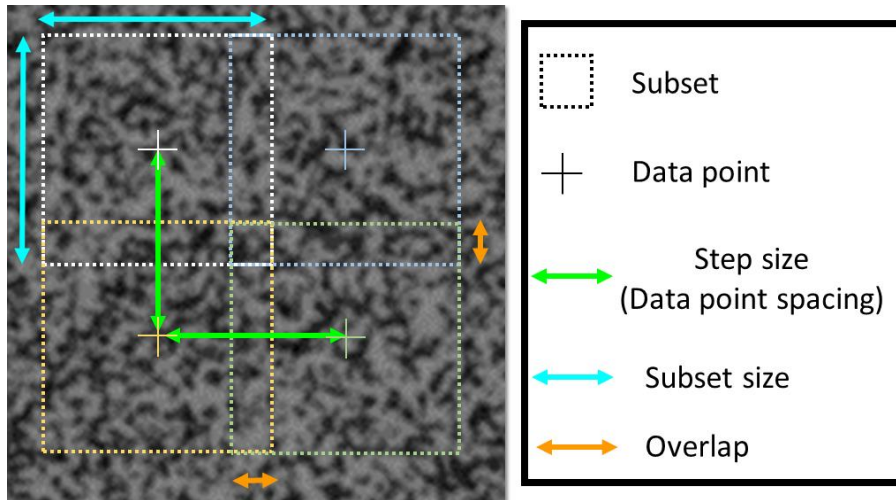 Subset
Data point
Step size
(Data point spacing)
Subset size
Overlap